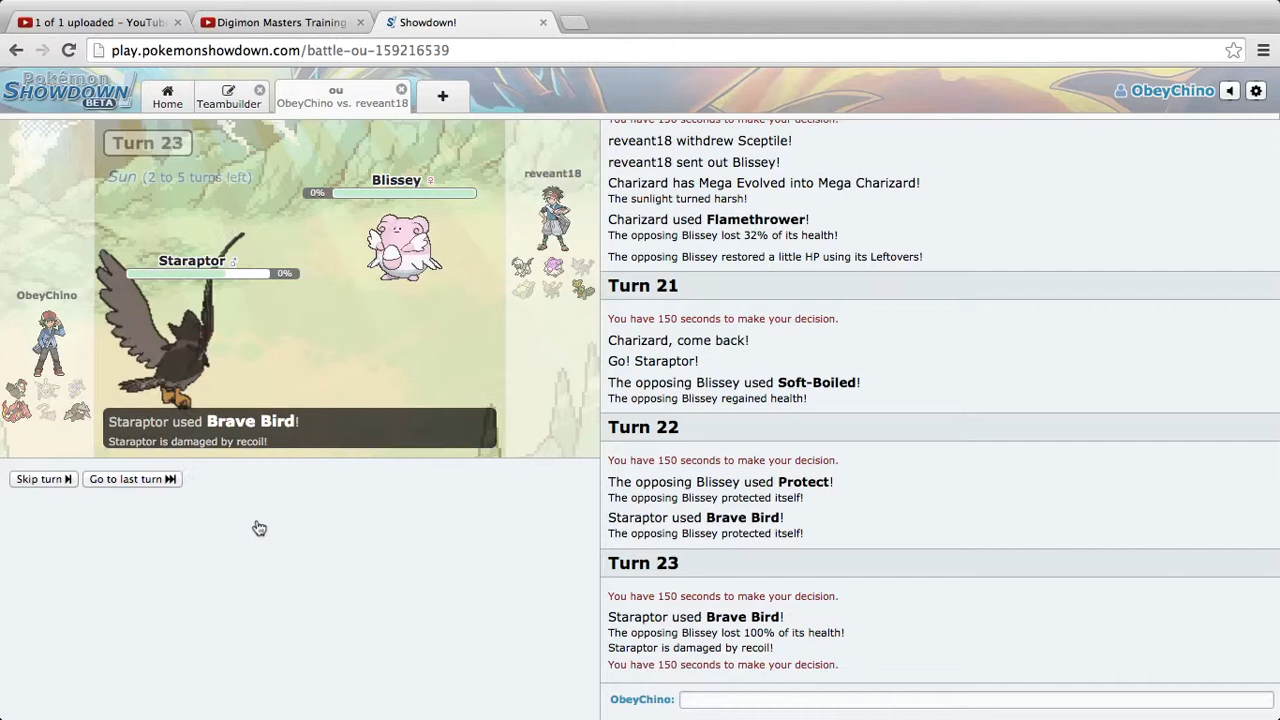 1 of 1 uploaded - YouTub
Digimon Masters Training
Showdown!
play.pokemonshowdown.com/battle-ou-159216539
Pokémon
SHOWDOWN
BETA
Home
Teambuilder
ou
ObeyChino vs. reveant18
+
ObeyChino
Turn 23
Sun (2 to 5 turns left)
Blissey ♀
0%
reveant18
Staraptor ♂
0%
ObeyChino
Staraptor used Brave Bird!
Staraptor is damaged by recoil!
Skip turn
Go to last turn
You have 150 seconds to make your decision.
reveant18 withdrew Sceptile!
reveant18 sent out Blissey!
Charizard has Mega Evolved into Mega Charizard!
The sunlight turned harsh!
Charizard used Flamethrower!
The opposing Blissey lost 32% of its health!
The opposing Blissey restored a little HP using its Leftovers!
Turn 21
You have 150 seconds to make your decision.
Charizard, come back!
Go! Staraptor!
The opposing Blissey used Soft-Boiled!
The opposing Blissey regained health!
Turn 22
You have 150 seconds to make your decision.
The opposing Blissey used Protect!
The opposing Blissey protected itself!
Staraptor used Brave Bird!
The opposing Blissey protected itself!
Turn 23
You have 150 seconds to make your decision.
Staraptor used Brave Bird!
The opposing Blissey lost 100% of its health!
Staraptor is damaged by recoil!
You have 150 seconds to make your decision.
ObeyChino: